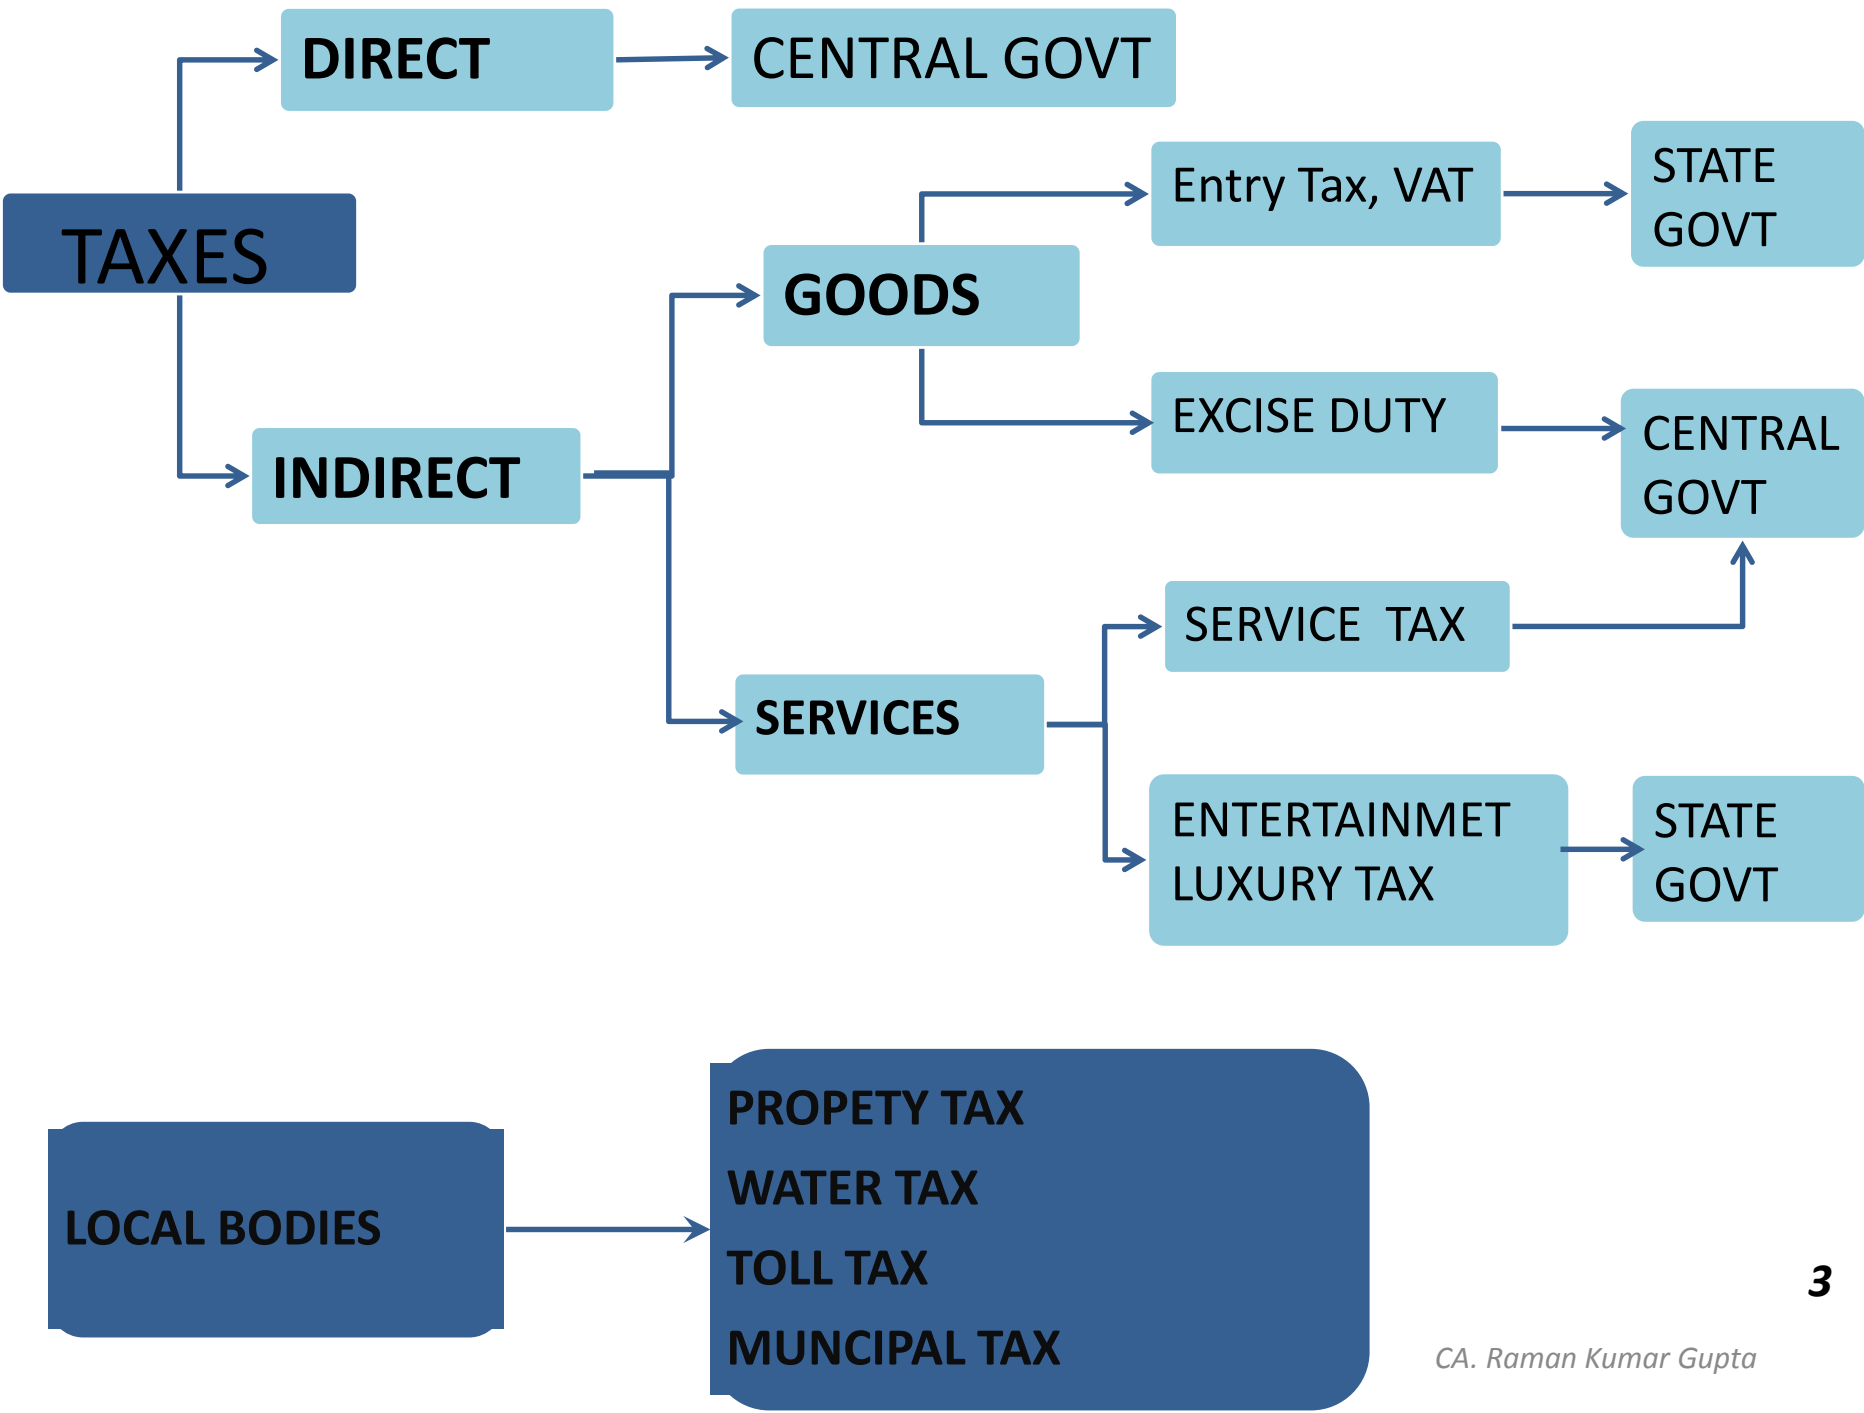 DIRECT
CENTRAL GOVT
TAXES
Entry Tax, VAT
STATE
GOVT
GOODS
EXCISE DUTY
CENTRAL
GOVT
INDIRECT
SERVICE TAX
SERVICES
ENTERTAINMET
LUXURY TAX
STATE
GOVT
LOCAL BODIES
PROPETY TAX
WATER TAX
TOLL TAX
MUNCIPAL TAX
3
CA. Raman Kumar Gupta